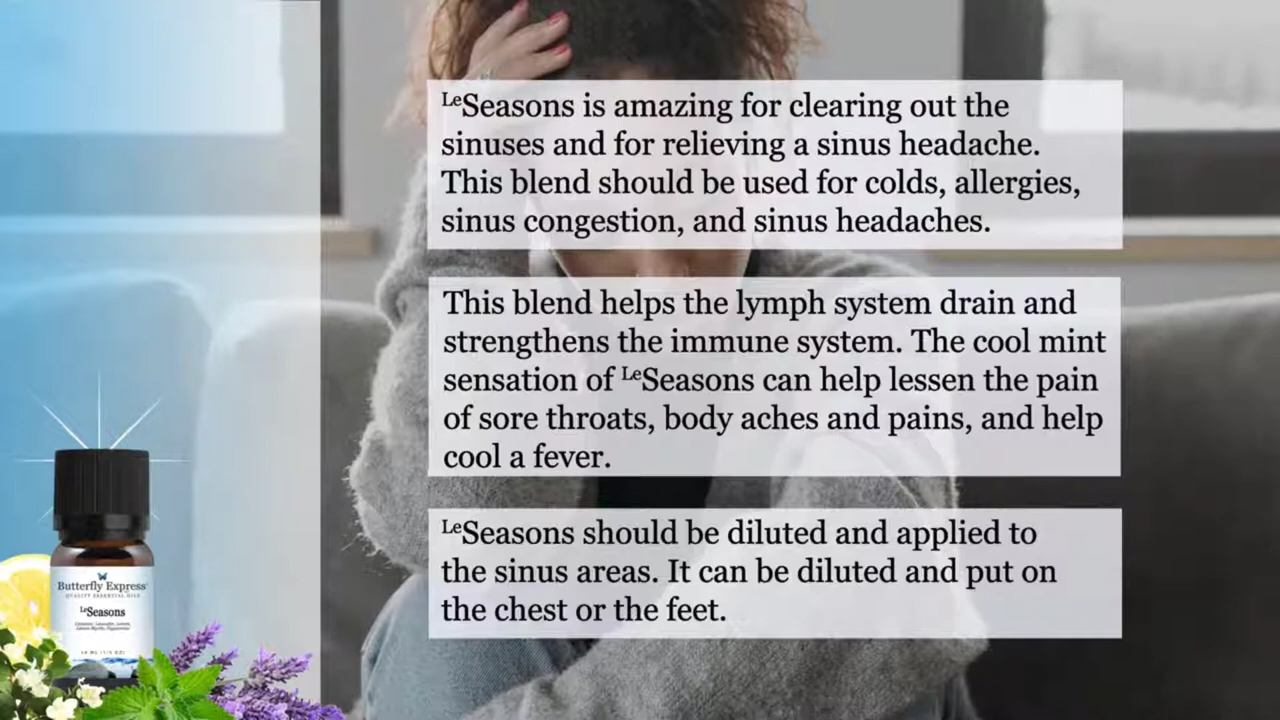 LeSeasons is amazing for clearing out the
sinuses and for relieving a sinus headache.
This blend should be used for colds, allergies,
sinus congestion, and sinus headaches.
This blend helps the lymph system drain and
strengthens the immune system. The cool mint
sensation of LeSeasons can help lessen the pain
of sore throats, body aches and pains, and help
cool a fever.
LeSeasons should be diluted and applied to
the sinus areas. It can be diluted and put on
the chest or the feet.
Butterfly Express
QUALITY ESSENTIAL OILS
LeSeasons